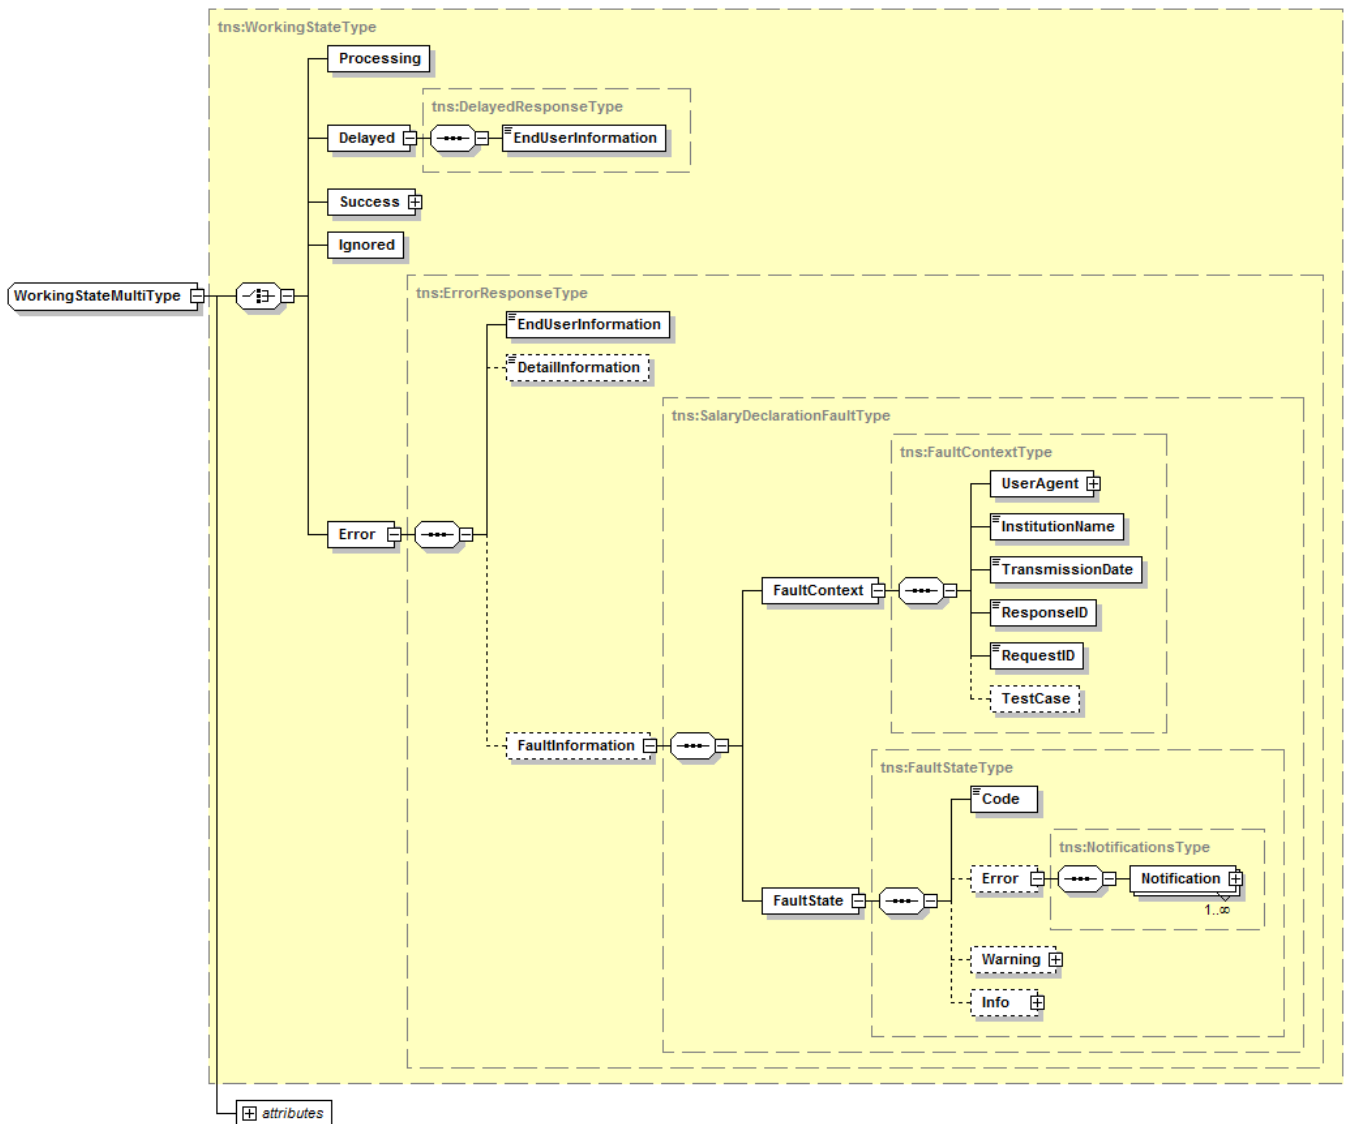 tns:WorkingStateType
Processing
tns:DelayedResponseType
Delayed
EndUserInformation
Success
Ignored
WorkingStateMultiType
tns:ErrorResponseType
EndUserInformation
DetailInformation
tns:SalaryDeclarationFaultType
tns:FaultContextType
UserAgent
InstitutionName
Error
TransmissionDate
FaultContext
ResponseID
RequestID
TestCase
FaultInformation
tns:FaultStateType
Code
tns:NotificationsType
Error
Notification
FaultState
1..∞
Warning
Info
attributes